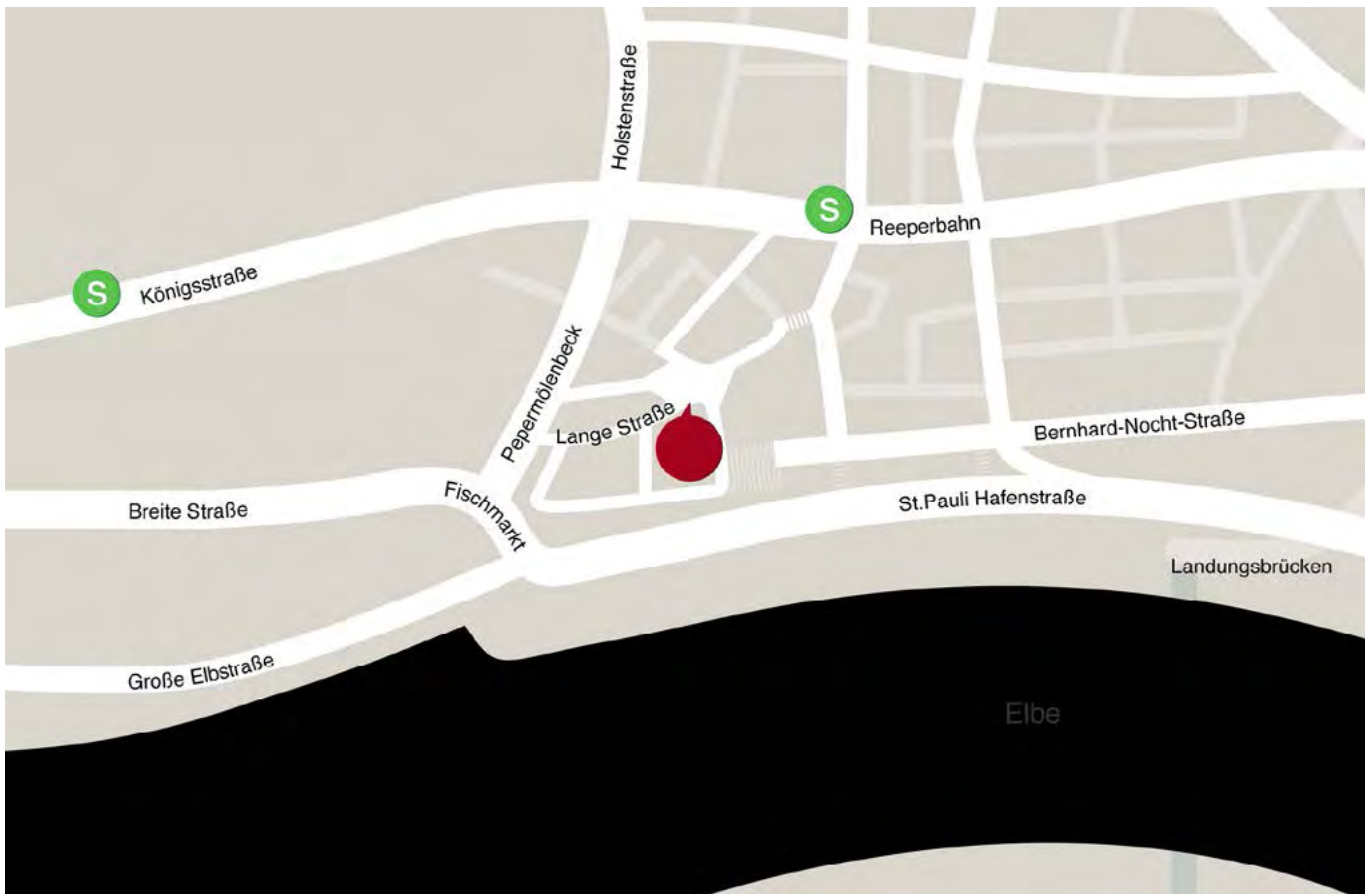 Holstenstraße
S
Reeperbahn
S
Königsstraße
Pepermölenbeck
Lange Straße
Bernhard-Nocht-Straße
Fischmarkt
Breite Straße
St.Pauli Hafenstraße
Landungsbrücken
Große Elbstraße
Elbe